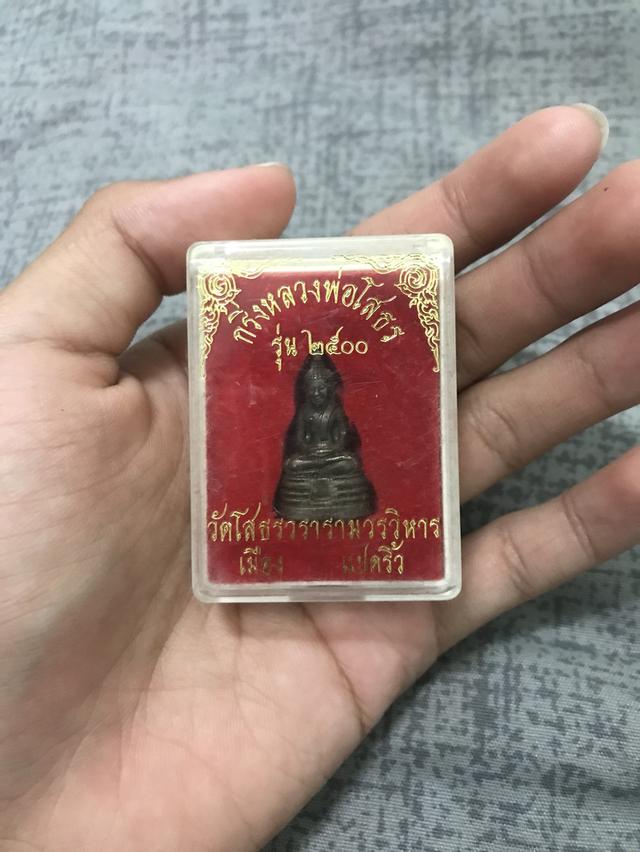 กริ่งหลวงพ่อโสธร
รุ่น ๒๕๐๐
วัดโสธรวรารามวรวิหาร
เมือง แปดริ้ว